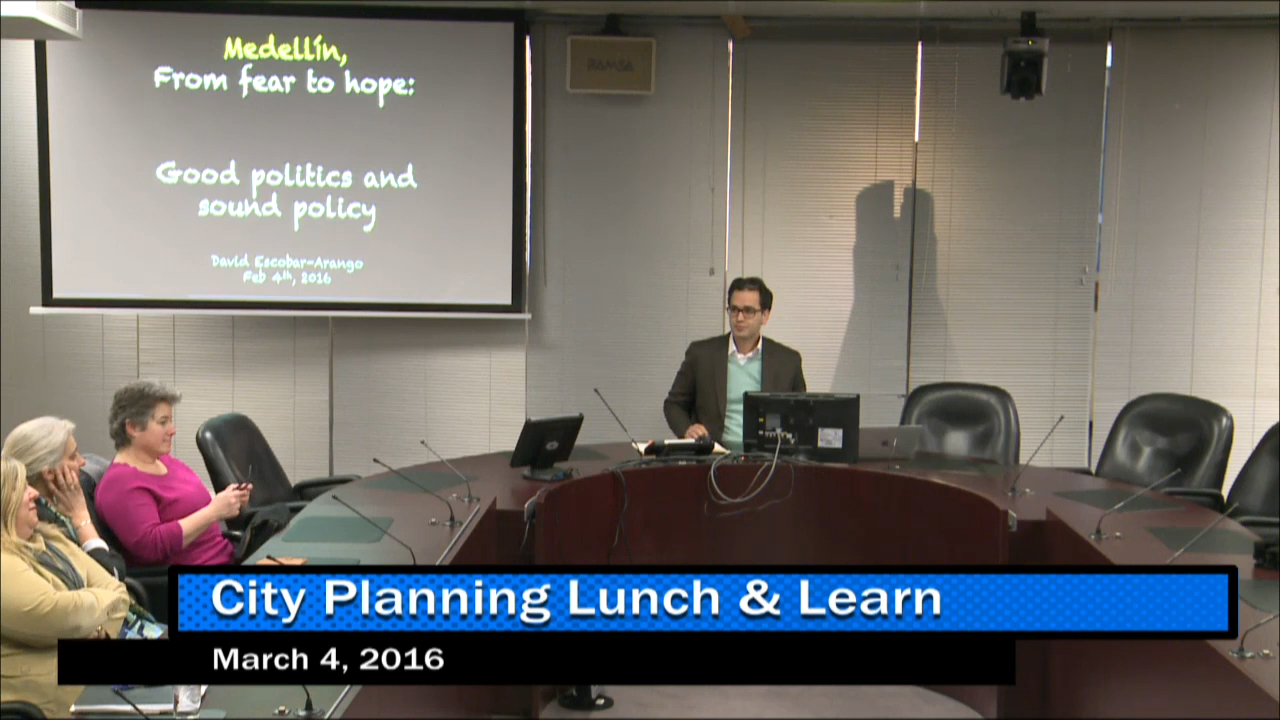 Medellín,
From fear to hope:
Good politics and
sound policy
David Escobar-Arango
Feb 4th, 2016
RAMSA
City Planning Lunch & Learn
March 4, 2016